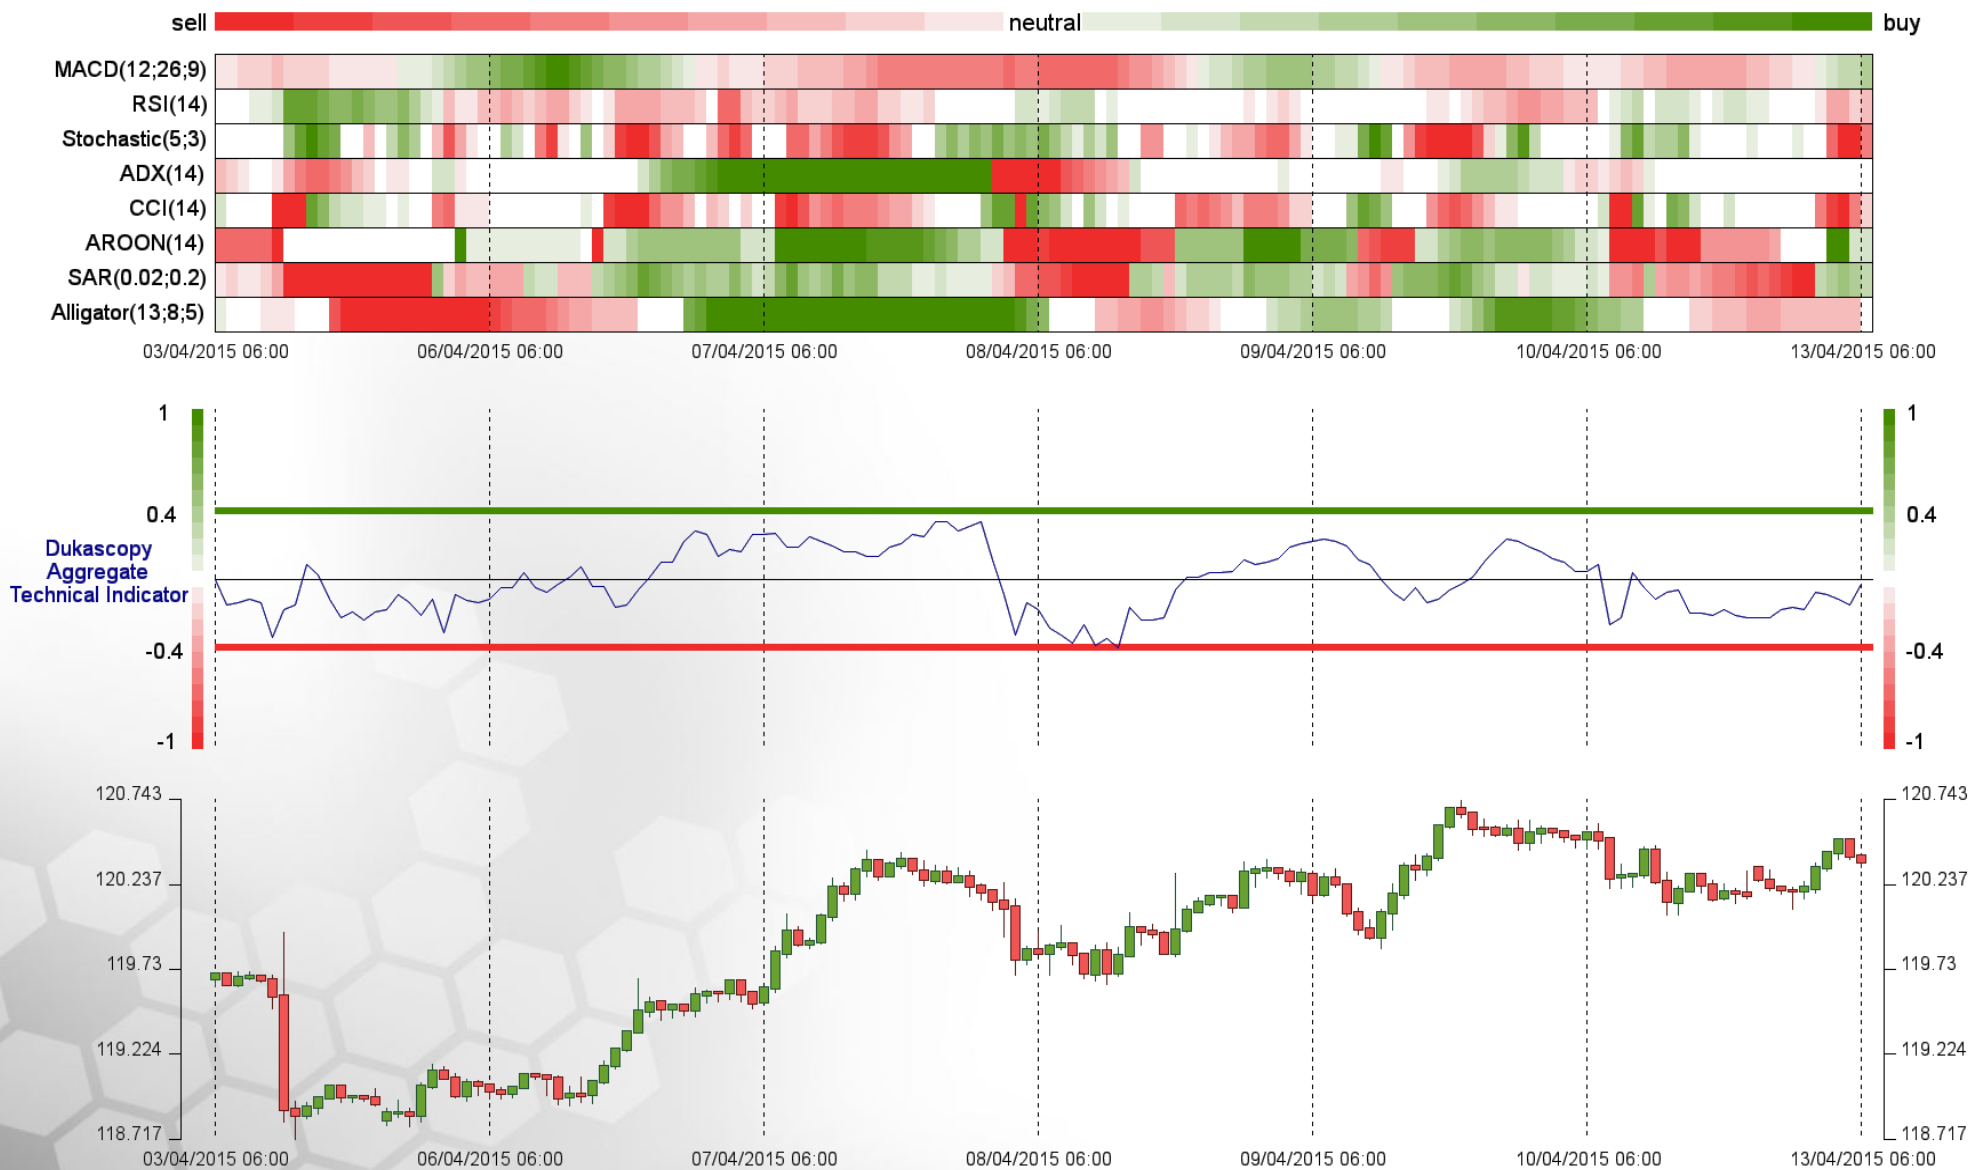 sell neutral buy
MACD(12;26;9)
RSI(14)
Stochastic(5;3)
ADX(14)
CCI(14)
AROON(14)
SAR(0.02;0.2)
Alligator(13;8;5)
03/04/2015 06:00 06/04/2015 06:00 07/04/2015 06:00 08/04/2015 06:00 09/04/2015 06:00 10/04/2015 06:00 13/04/2015 06:00
1 1
0.4 0.4
Dukascopy
Aggregate
Technical Indicator
-0.4 -0.4
-1 -1
120.743 120.743
120.237 120.237
119.73 119.73
119.224 119.224
118.717 118.717
03/04/2015 06:00 06/04/2015 06:00 07/04/2015 06:00 08/04/2015 06:00 09/04/2015 06:00 10/04/2015 06:00 13/04/2015 06:00